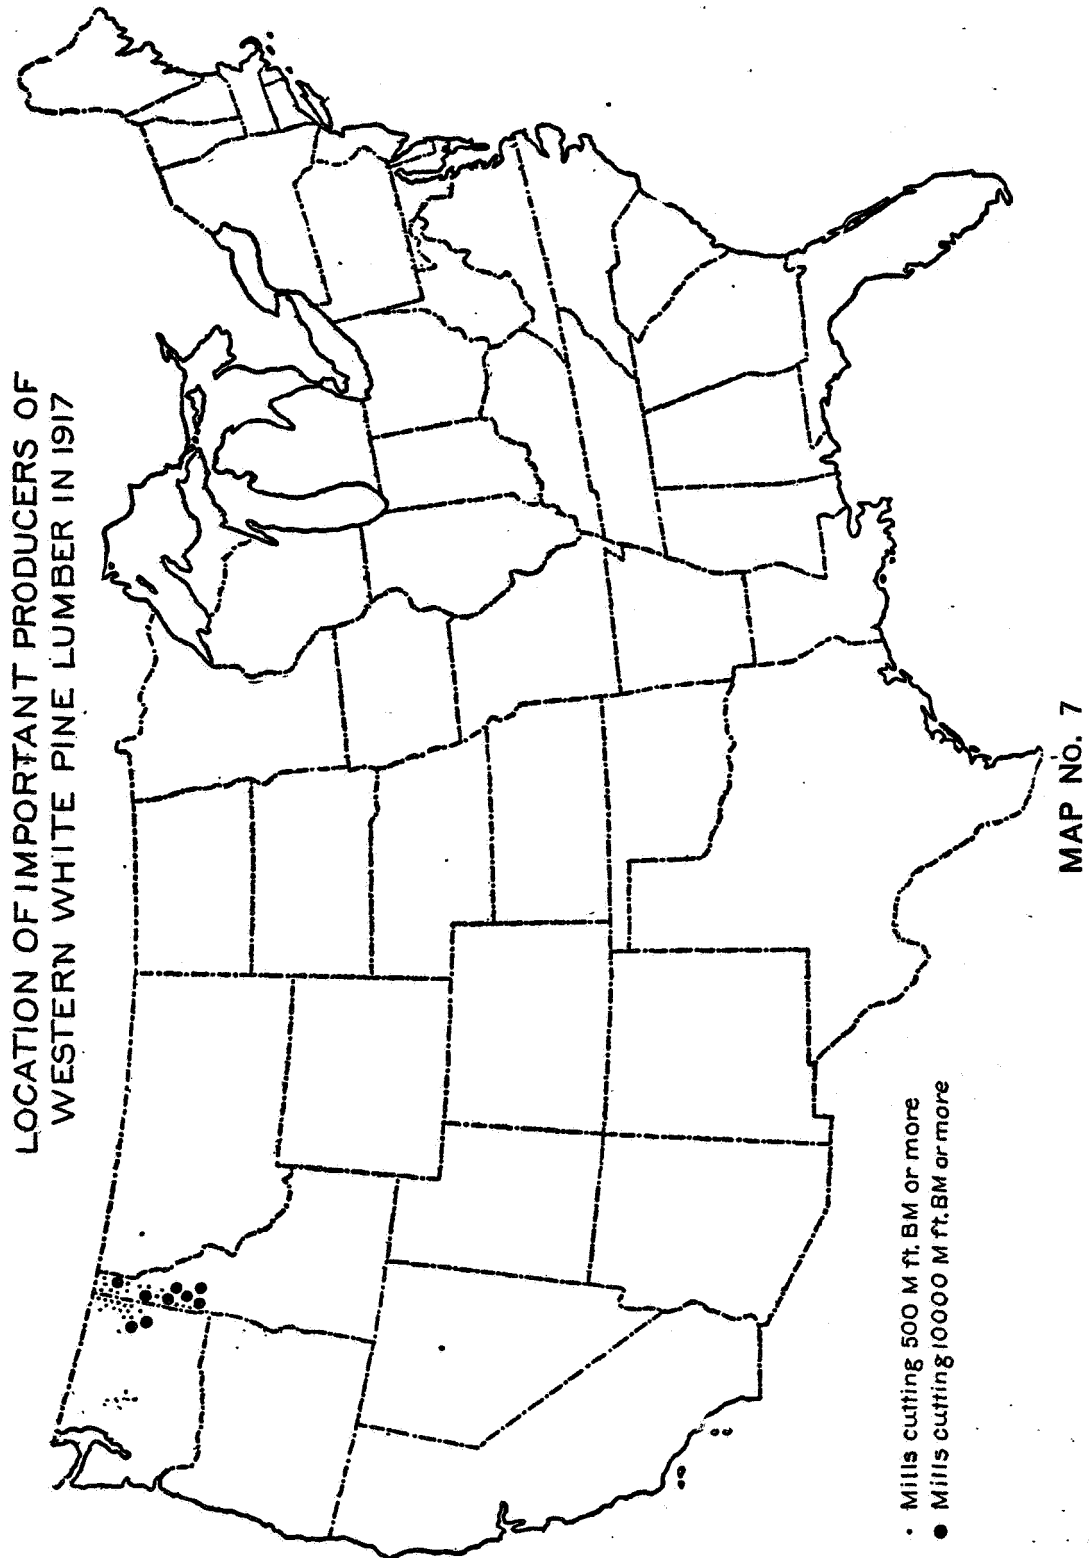 LOCATION OF IMPORTANT PRODUCERS OF
WESTERN WHITE PINE LUMBER IN 1917
• Mills cutting 500 M ft. BM or more
● Mills cutting 10000 M ft. BM or more
MAP No. 7